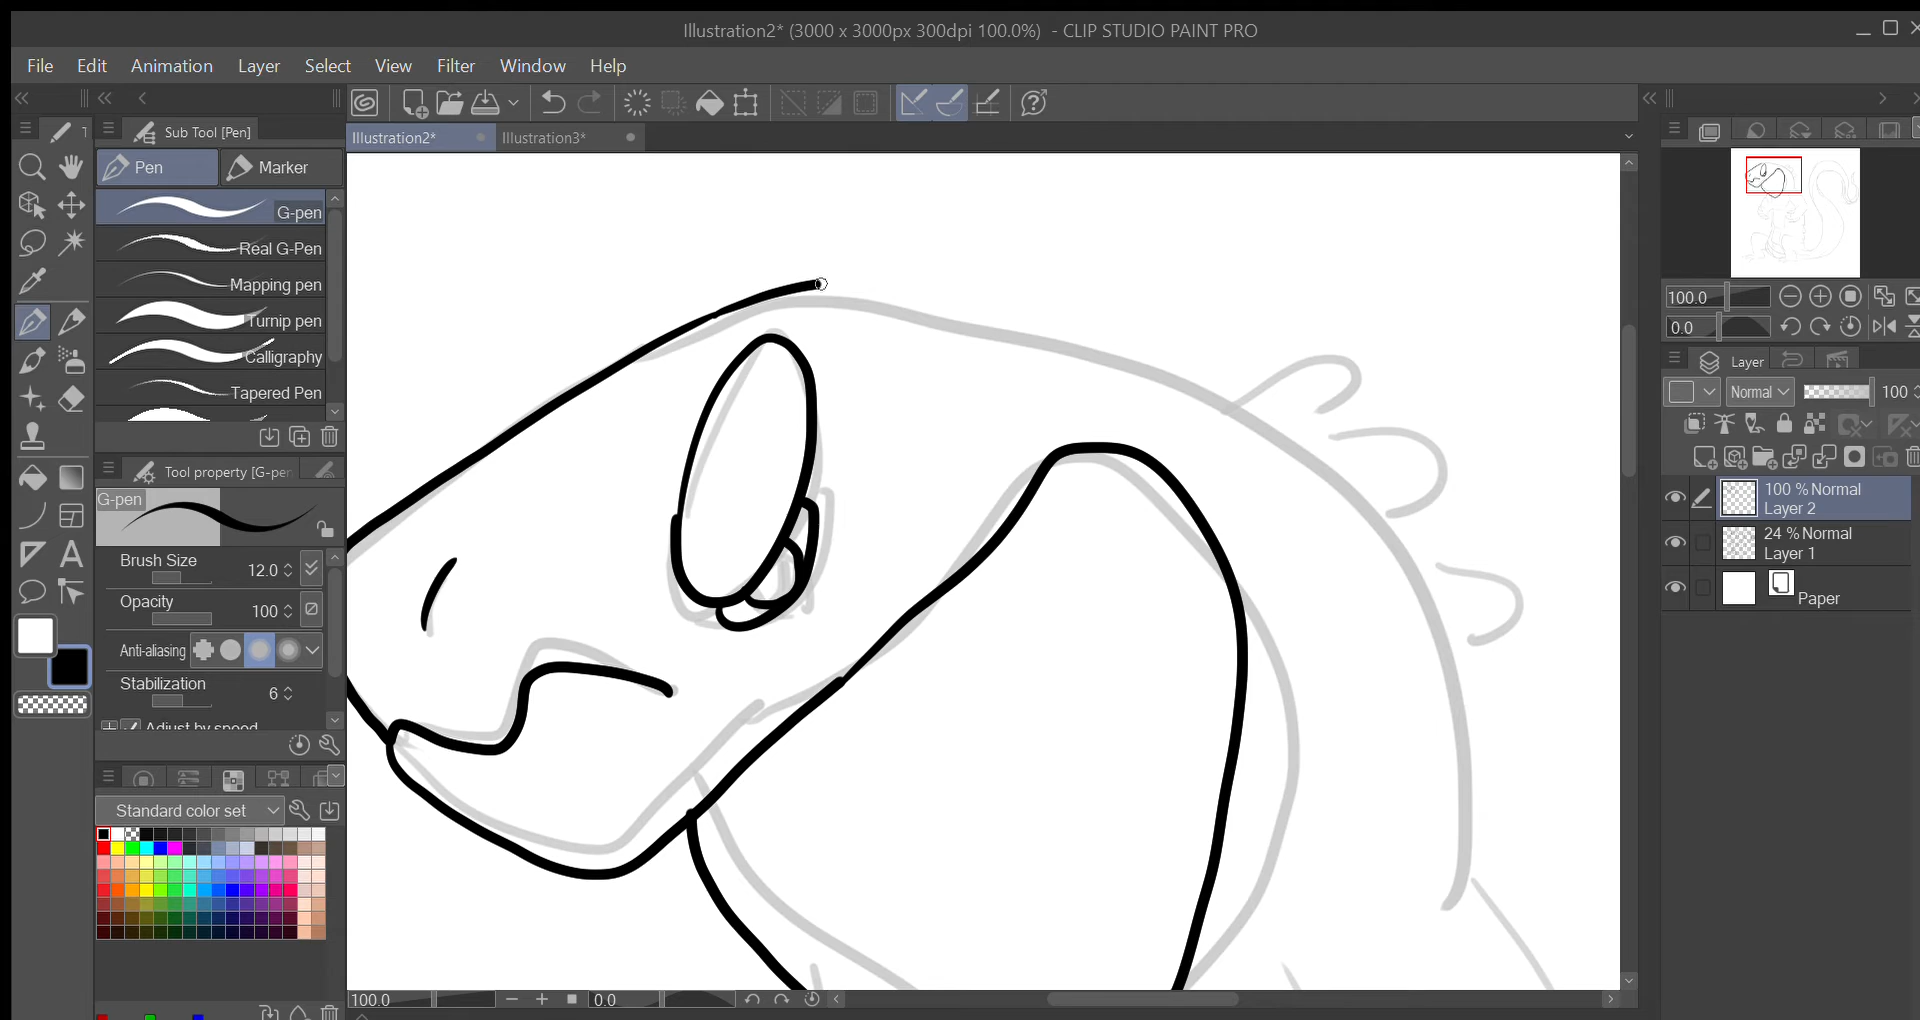 Illustration2* (3000 x 3000px 300dpi 100.0%) - CLIP STUDIO PAINT PRO
File Edit Animation Layer Select View Filter Window Help
Sub Tool [Pen]
Illustration2* Illustration3*
Pen Marker
G-pen
Real G-Pen
Mapping pen
Turnip pen
Calligraphy
Tapered Pen
Tool property [G-pen
G-pen
Brush Size 12.0
Opacity 100
Anti-aliasing
Stabilization 6
Adjust by speed
Standard color set
100.0 0.0
100.0
0.0
Layer
Normal 100
100 % Normal
Layer 2
24 % Normal
Layer 1
Paper